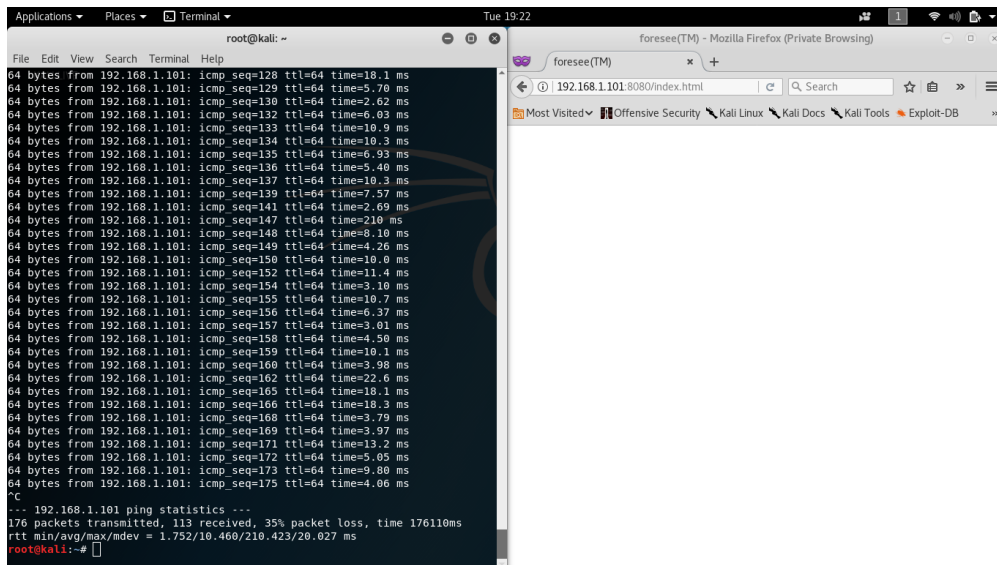 Applications Places Terminal Tue 19:22 1
root@kali: ~
File Edit View Search Terminal Help
64 bytes from 192.168.1.101: icmp_seq=128 ttl=64 time=18.1 ms
64 bytes from 192.168.1.101: icmp_seq=129 ttl=64 time=5.70 ms
64 bytes from 192.168.1.101: icmp_seq=130 ttl=64 time=2.62 ms
64 bytes from 192.168.1.101: icmp_seq=132 ttl=64 time=6.03 ms
64 bytes from 192.168.1.101: icmp_seq=133 ttl=64 time=10.9 ms
64 bytes from 192.168.1.101: icmp_seq=134 ttl=64 time=10.3 ms
64 bytes from 192.168.1.101: icmp_seq=135 ttl=64 time=6.93 ms
64 bytes from 192.168.1.101: icmp_seq=136 ttl=64 time=5.40 ms
64 bytes from 192.168.1.101: icmp_seq=137 ttl=64 time=10.3 ms
64 bytes from 192.168.1.101: icmp_seq=139 ttl=64 time=7.57 ms
64 bytes from 192.168.1.101: icmp_seq=141 ttl=64 time=2.69 ms
64 bytes from 192.168.1.101: icmp_seq=147 ttl=64 time=210 ms
64 bytes from 192.168.1.101: icmp_seq=148 ttl=64 time=8.10 ms
64 bytes from 192.168.1.101: icmp_seq=149 ttl=64 time=4.26 ms
64 bytes from 192.168.1.101: icmp_seq=150 ttl=64 time=10.0 ms
64 bytes from 192.168.1.101: icmp_seq=152 ttl=64 time=11.4 ms
64 bytes from 192.168.1.101: icmp_seq=154 ttl=64 time=3.10 ms
64 bytes from 192.168.1.101: icmp_seq=155 ttl=64 time=10.7 ms
64 bytes from 192.168.1.101: icmp_seq=156 ttl=64 time=6.37 ms
64 bytes from 192.168.1.101: icmp_seq=157 ttl=64 time=3.01 ms
64 bytes from 192.168.1.101: icmp_seq=158 ttl=64 time=4.50 ms
64 bytes from 192.168.1.101: icmp_seq=159 ttl=64 time=10.1 ms
64 bytes from 192.168.1.101: icmp_seq=160 ttl=64 time=3.98 ms
64 bytes from 192.168.1.101: icmp_seq=162 ttl=64 time=22.6 ms
64 bytes from 192.168.1.101: icmp_seq=165 ttl=64 time=18.1 ms
64 bytes from 192.168.1.101: icmp_seq=166 ttl=64 time=18.3 ms
64 bytes from 192.168.1.101: icmp_seq=168 ttl=64 time=3.79 ms
64 bytes from 192.168.1.101: icmp_seq=169 ttl=64 time=3.97 ms
64 bytes from 192.168.1.101: icmp_seq=171 ttl=64 time=13.2 ms
64 bytes from 192.168.1.101: icmp_seq=172 ttl=64 time=5.05 ms
64 bytes from 192.168.1.101: icmp_seq=173 ttl=64 time=9.80 ms
64 bytes from 192.168.1.101: icmp_seq=175 ttl=64 time=4.06 ms
^C
--- 192.168.1.101 ping statistics ---
176 packets transmitted, 113 received, 35% packet loss, time 176110ms
rtt min/avg/max/mdev = 1.752/10.460/210.423/20.027 ms
root@kali:~#
foresee(TM) - Mozilla Firefox (Private Browsing)
foresee(TM)
192.168.1.101:8080/index.html Search
Most Visited Offensive Security Kali Linux Kali Docs Kali Tools Exploit-DB